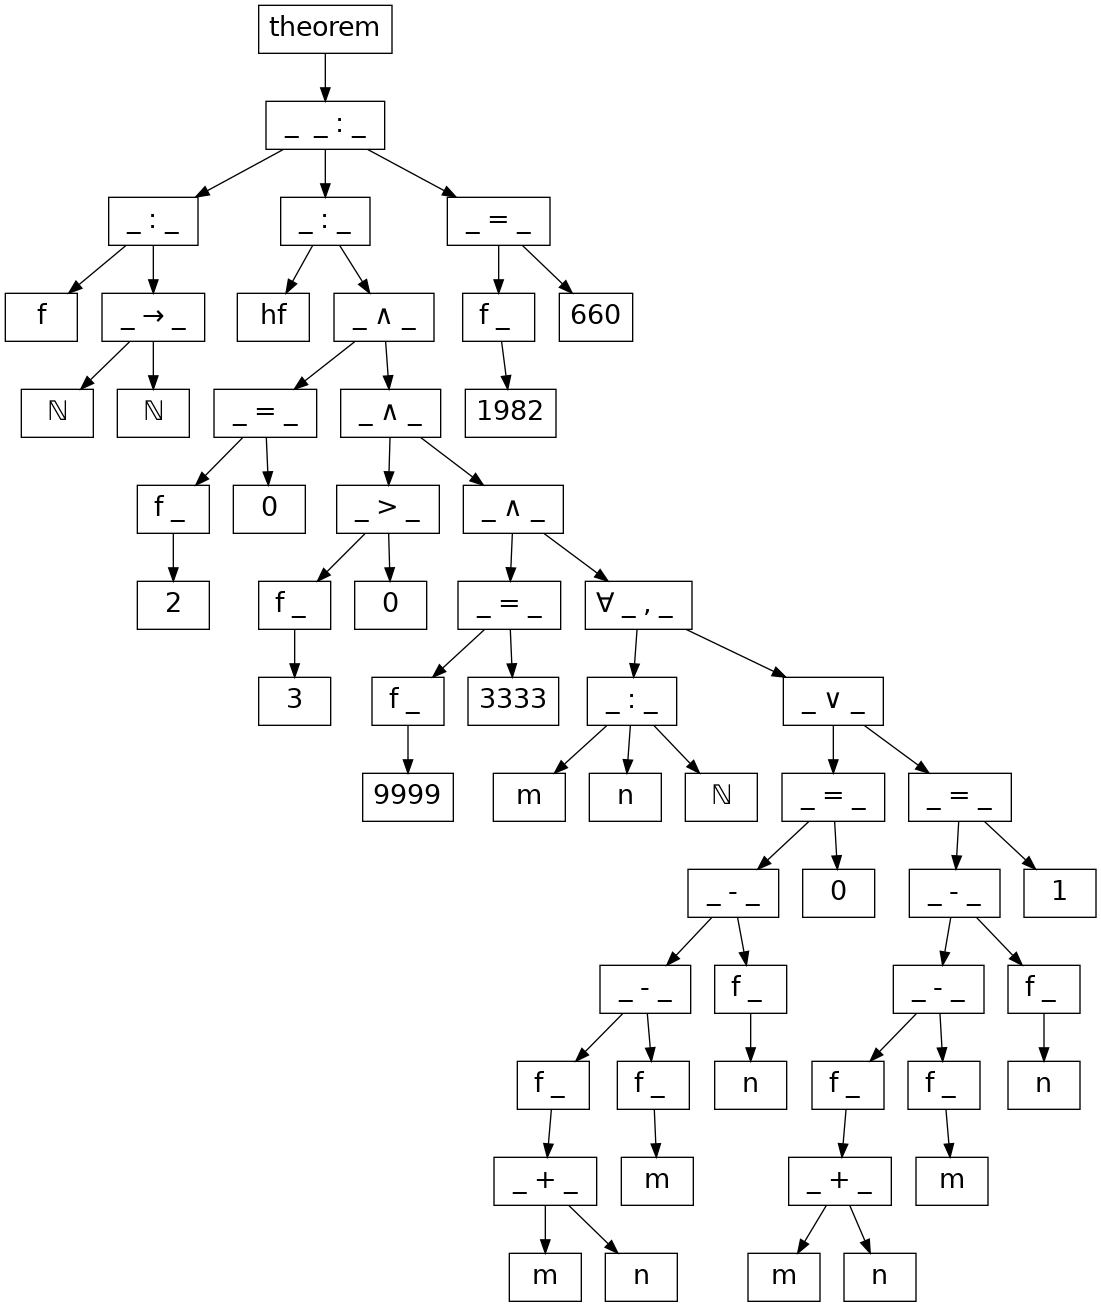 theorem
_ _ : _
_ : _ _ : _ _ = _
f _ → _ hf _ ∧ _ f _ 660
ℕ ℕ _ = _ _ ∧ _ 1982
f _ 0 _ > _ _ ∧ _
2 f _ 0 _ = _ ∀ _ , _
3 f _ 3333 _ : _ _ ∨ _
9999 m n ℕ _ = _ _ = _
_ - _ 0 _ - _ 1
_ - _ f _ _ - _ f _
f _ f _ n f _ f _ n
_ + _ m _ + _ m
m n m n